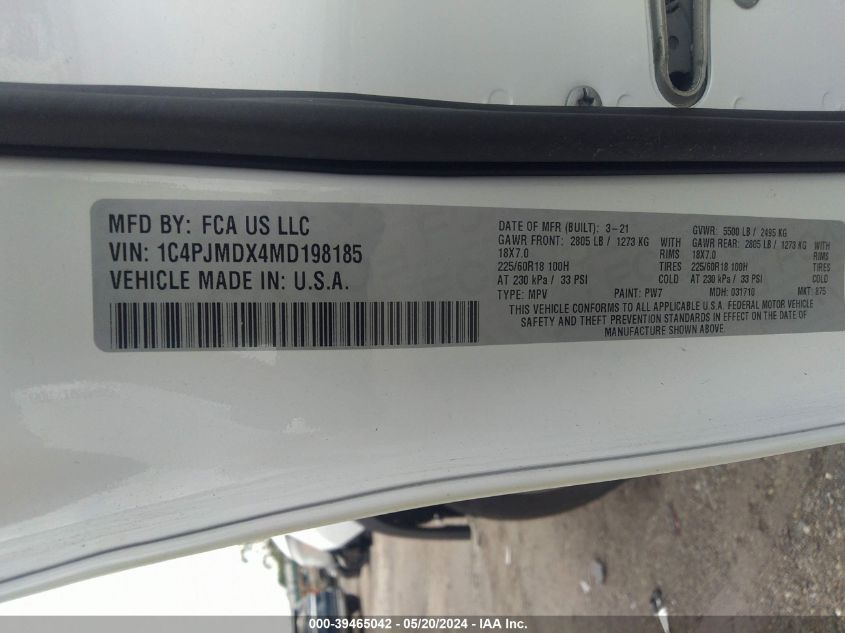 MFD BY: FCA US LLC
VIN: 1C4PJMDX4MD198185
VEHICLE MADE IN: U.S.A.
DATE OF MFR (BUILT): 3-21 GVWR: 5500 LB / 2495 KG
GAWR FRONT: 2805 LB / 1273 KG GAWR REAR: 2805 LB / 1273 KG
18X7.0 RIMS 18X7.0 RIMS
225/60R18 100H TIRES 225/60R18 100H TIRES
AT 230 kPa / 33 PSI COLD AT 230 kPa / 33 PSI COLD
TYPE: MPV PAINT: PW7 MDH: 031710 MKT: 875
THIS VEHICLE CONFORMS TO ALL APPLICABLE U.S.A. FEDERAL MOTOR VEHICLE
SAFETY AND THEFT PREVENTION STANDARDS IN EFFECT ON THE DATE OF
MANUFACTURE SHOWN ABOVE.
000-39465042 - 05/20/2024 - IAA Inc.